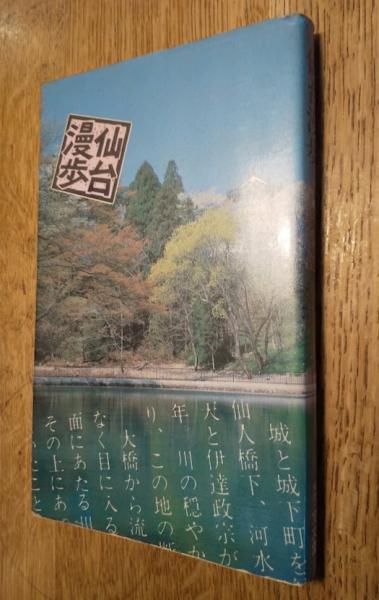 仙台
漫歩
城と城下町を
仙人橋下、河水
天と伊達政宗が
年 川の穏やか
り、この地の
大橋から流
なく目に入る
面にあたる川
その上にあ